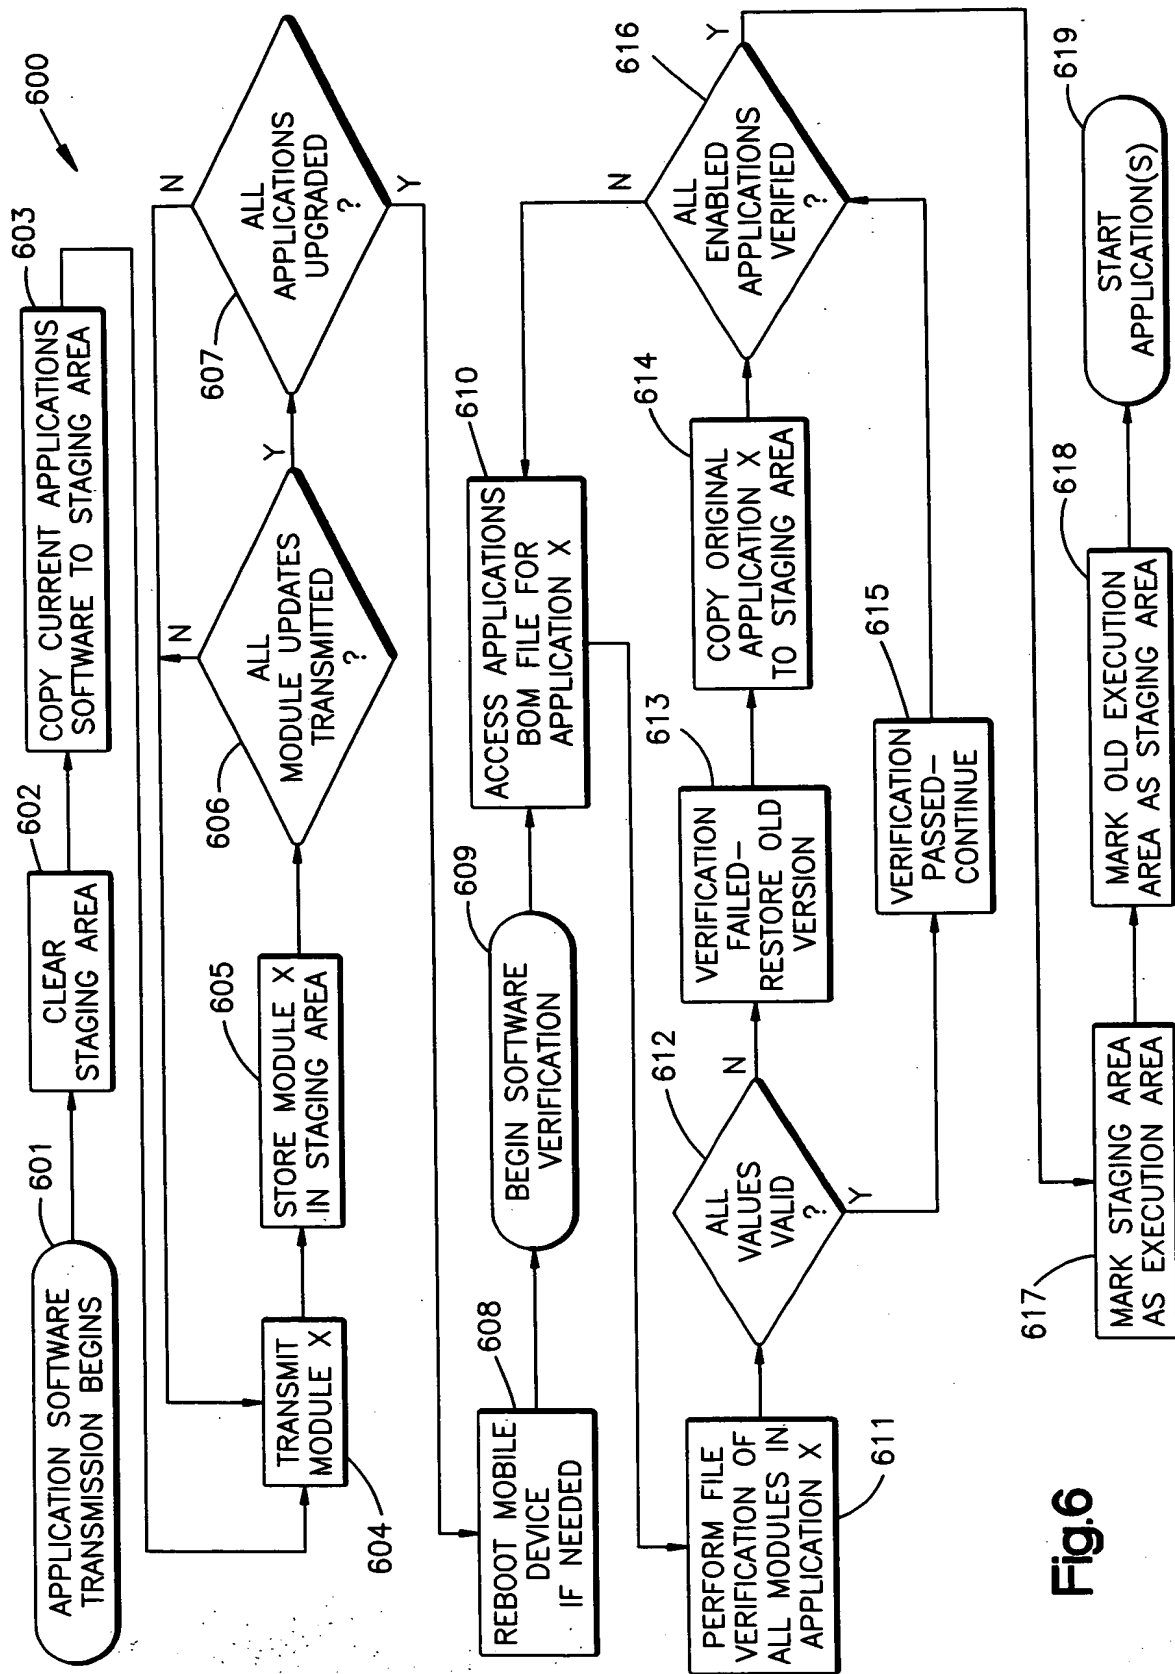 600
601
APPLICATION SOFTWARE
TRANSMISSION BEGINS
602
CLEAR
STAGING AREA
603
COPY CURRENT APPLICATIONS
SOFTWARE TO STAGING AREA
TRANSMIT
MODULE X
604
605
STORE MODULE X
IN STAGING AREA
606
ALL
MODULE UPDATES
TRANSMITTED
?
N
Y
607
ALL
APPLICATIONS
UPGRADED
?
N
Y
608
REBOOT MOBILE
DEVICE
IF NEEDED
609
BEGIN SOFTWARE
VERIFICATION
610
ACCESS APPLICATIONS
BOM FILE FOR
APPLICATION X
PERFORM FILE
VERIFICATION OF
ALL MODULES IN
APPLICATION X
611
612
ALL
VALUES
VALID
?
N
Y
613
VERIFICATION
FAILED–
RESTORE OLD
VERSION
614
COPY ORIGINAL
APPLICATION X
TO STAGING AREA
615
VERIFICATION
PASSED–
CONTINUE
616
ALL
ENABLED
APPLICATIONS
VERIFIED
?
N
Y
617
MARK STAGING AREA
AS EXECUTION AREA
618
MARK OLD EXECUTION
AREA AS STAGING AREA
619
START
APPLICATION(S)
Fig.6